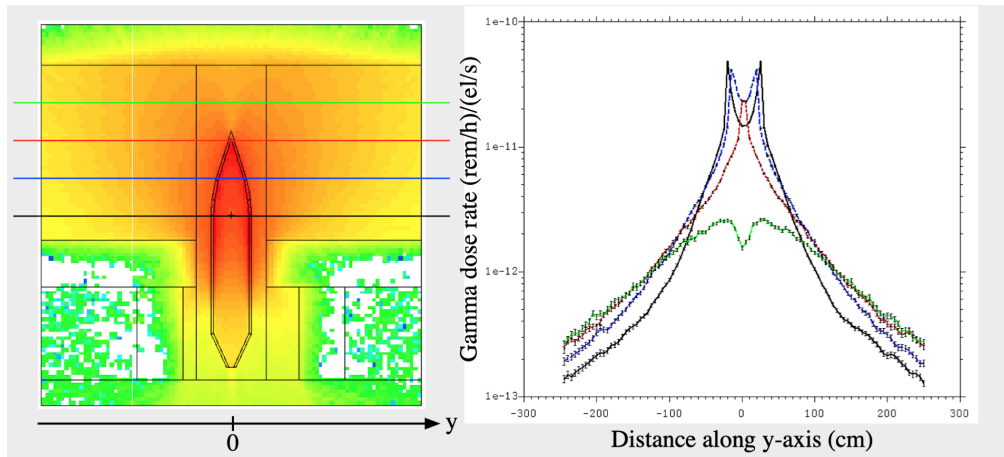 y
0
Gamma dose rate (rem/h)/(el/s)
1e-10
1e-11
1e-12
1e-13
-300
-200
-100
0
100
200
300
Distance along y-axis (cm)